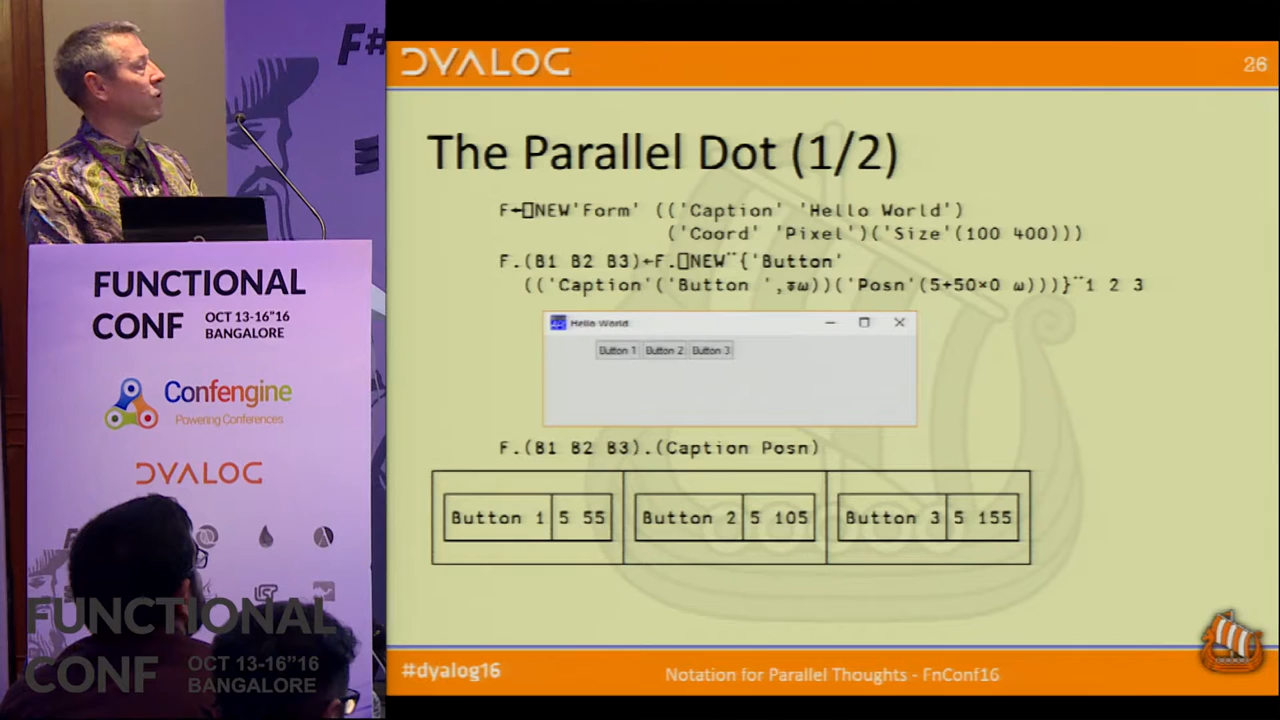 F#
DYALOG
26
The Parallel Dot (1/2)
F←⎕NEW'Form' (('Caption' 'Hello World')
('Coord' 'Pixel')('Size'(100 400)))
F.(B1 B2 B3)←F.⎕NEW¨{'Button'
(('Caption'('Button ',⍕⍵))('Posn'(5+50×0 ⍵)))}¨1 2 3
Hello World
Button 1 Button 2 Button 3
F.(B1 B2 B3).(Caption Posn)
Button 1 5 55 Button 2 5 105 Button 3 5 155
#dyalog16
Notation for Parallel Thoughts - FnConf16
FUNCTIONAL
CONF OCT 13-16"16
BANGALORE
Confengine
Powering Conferences
DYALOG
FUNCTIONAL
CONF OCT 13-16"16
BANGALORE